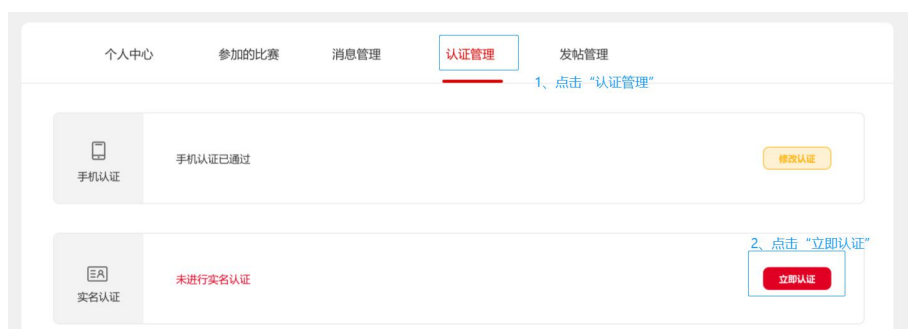 个人中心 参加的比赛 消息管理 认证管理 发帖管理
1、点击“认证管理”
手机认证 手机认证已通过 修改认证
2、点击“立即认证”
实名认证 未进行实名认证 立即认证